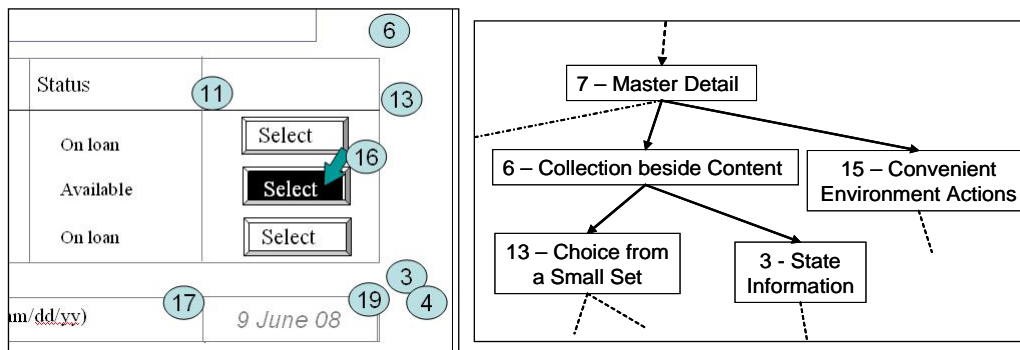 6
Status
11
13
On loan
Select
16
Available
Select
On loan
Select
3
17
19
4
m/dd/yy)
9 June 08
7 – Master Detail
6 – Collection beside Content
15 – Convenient
Environment Actions
13 – Choice from
a Small Set
3 - State
Information